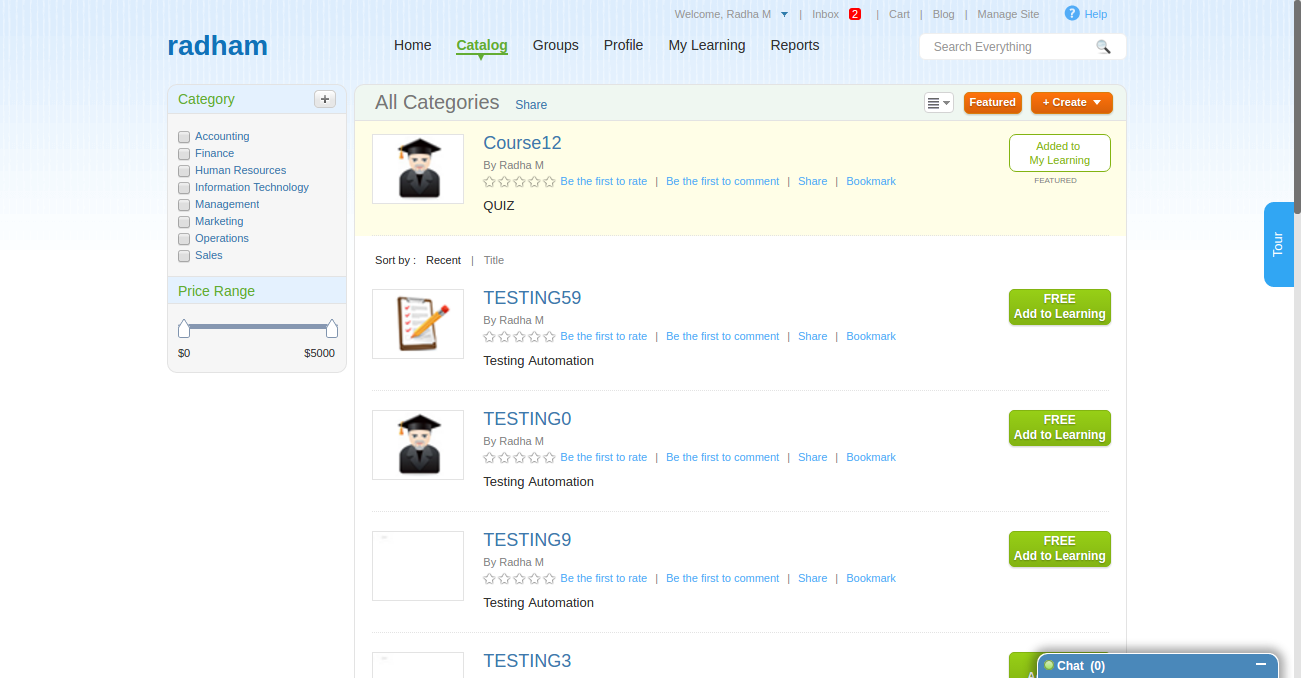 Welcome, Radha M | Inbox 2 | Cart | Blog | Manage Site ? Help
radham
Home Catalog Groups Profile My Learning Reports
Search Everything
Category +
Accounting
Finance
Human Resources
Information Technology
Management
Marketing
Operations
Sales
Price Range
$0 $5000
All Categories Share
Featured + Create
Course12
By Radha M
Be the first to rate | Be the first to comment | Share | Bookmark
QUIZ
Added to
My Learning
FEATURED
Sort by : Recent | Title
TESTING59
By Radha M
Be the first to rate | Be the first to comment | Share | Bookmark
Testing Automation
FREE
Add to Learning
TESTING0
By Radha M
Be the first to rate | Be the first to comment | Share | Bookmark
Testing Automation
FREE
Add to Learning
TESTING9
By Radha M
Be the first to rate | Be the first to comment | Share | Bookmark
Testing Automation
FREE
Add to Learning
TESTING3
Tour
Chat (0)